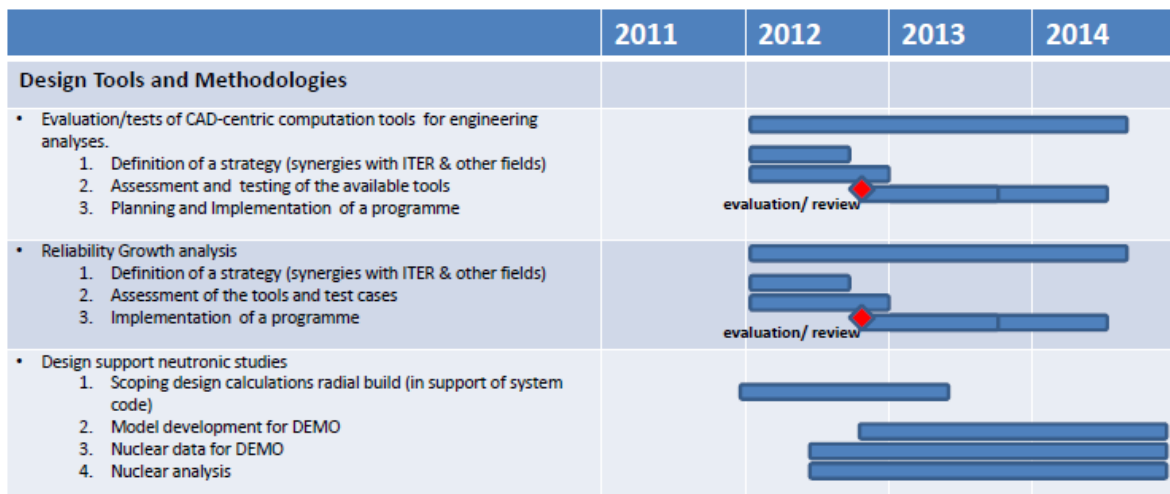 2011 2012 2013 2014
Design Tools and Methodologies
• Evaluation/tests of CAD-centric computation tools for engineering
analyses.
1. Definition of a strategy (synergies with ITER & other fields)
2. Assessment and testing of the available tools
3. Planning and Implementation of a programme
evaluation/ review
• Reliability Growth analysis
1. Definition of a strategy (synergies with ITER & other fields)
2. Assessment of the tools and test cases
3. Implementation of a programme
evaluation/ review
• Design support neutronic studies
1. Scoping design calculations radial build (in support of system
code)
2. Model development for DEMO
3. Nuclear data for DEMO
4. Nuclear analysis